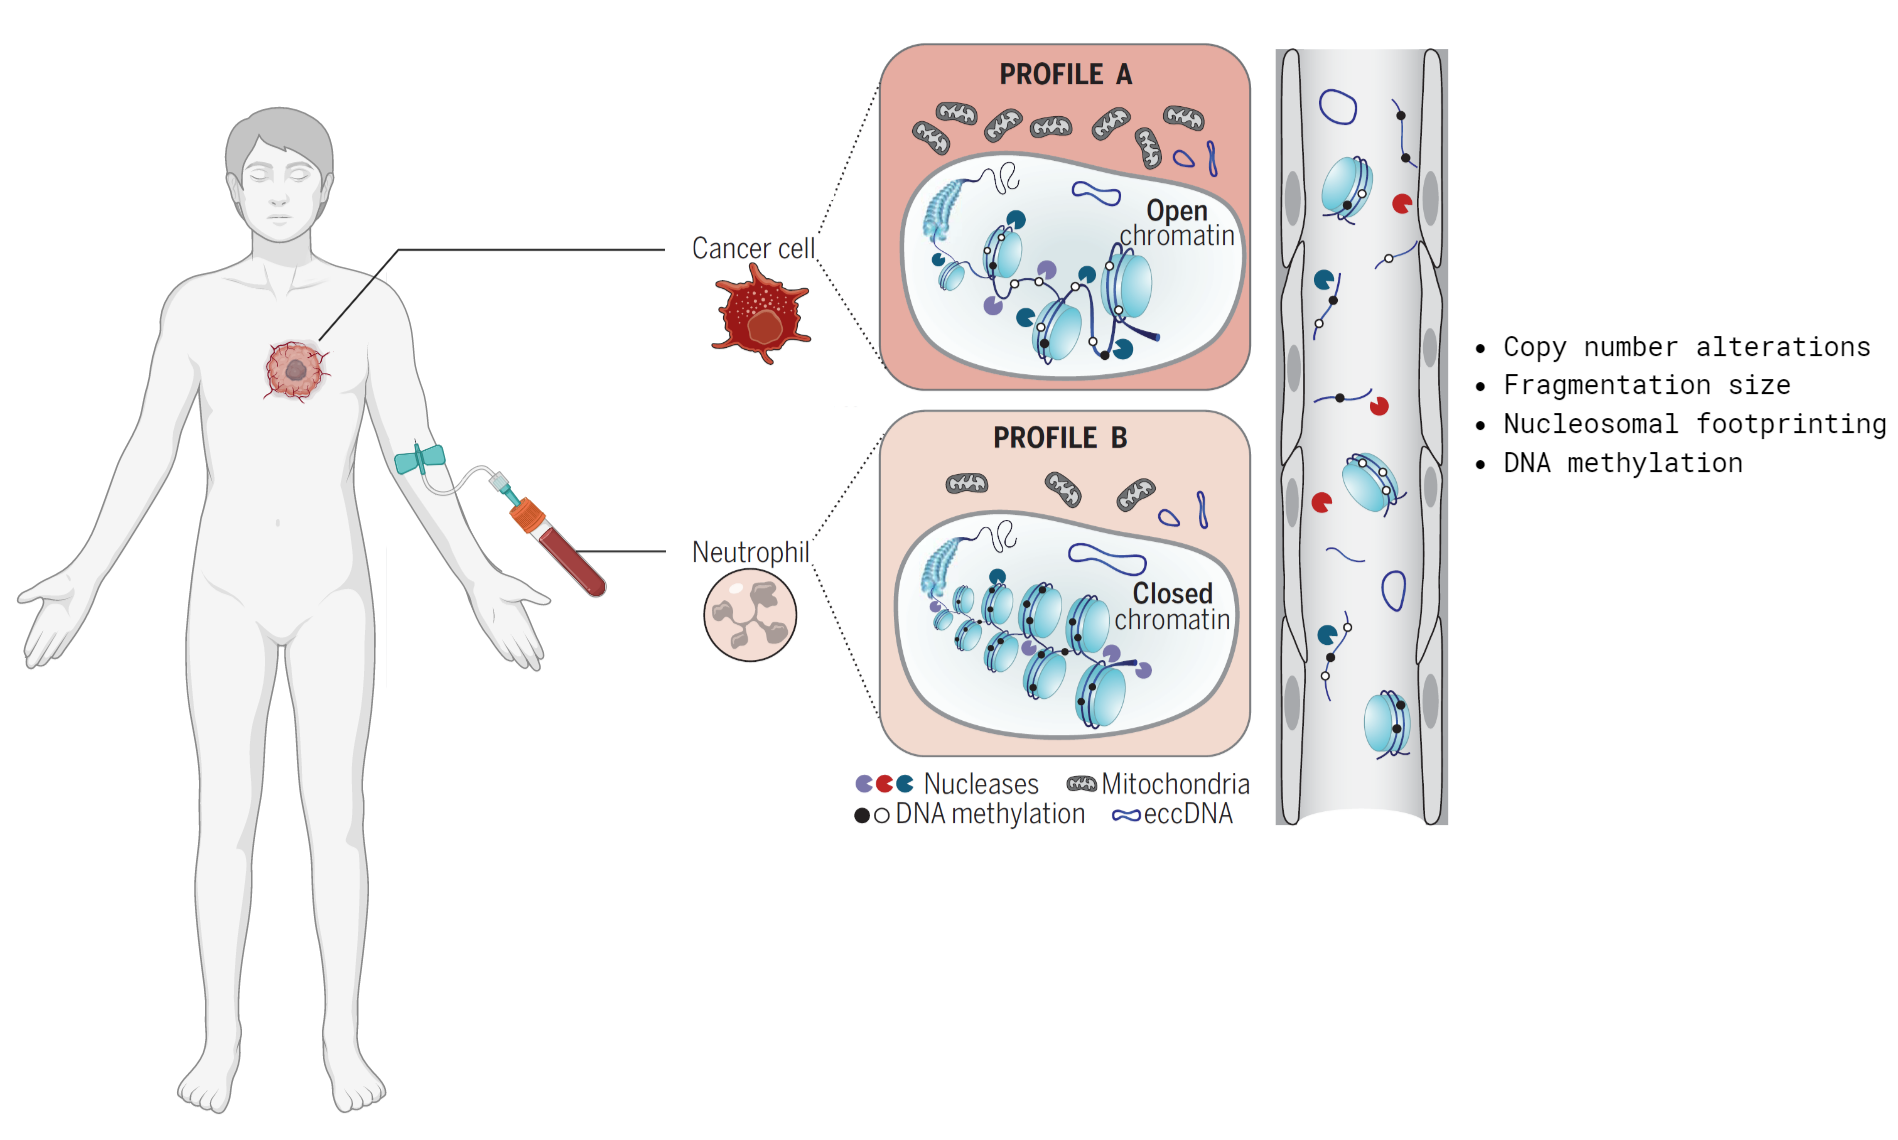 PROFILE A
Cancer cell
Open
chromatin
PROFILE B
Neutrophil
Closed
chromatin
Nucleases
Mitochondria
DNA methylation
eccDNA
• Copy number alterations
• Fragmentation size
• Nucleosomal footprinting
• DNA methylation